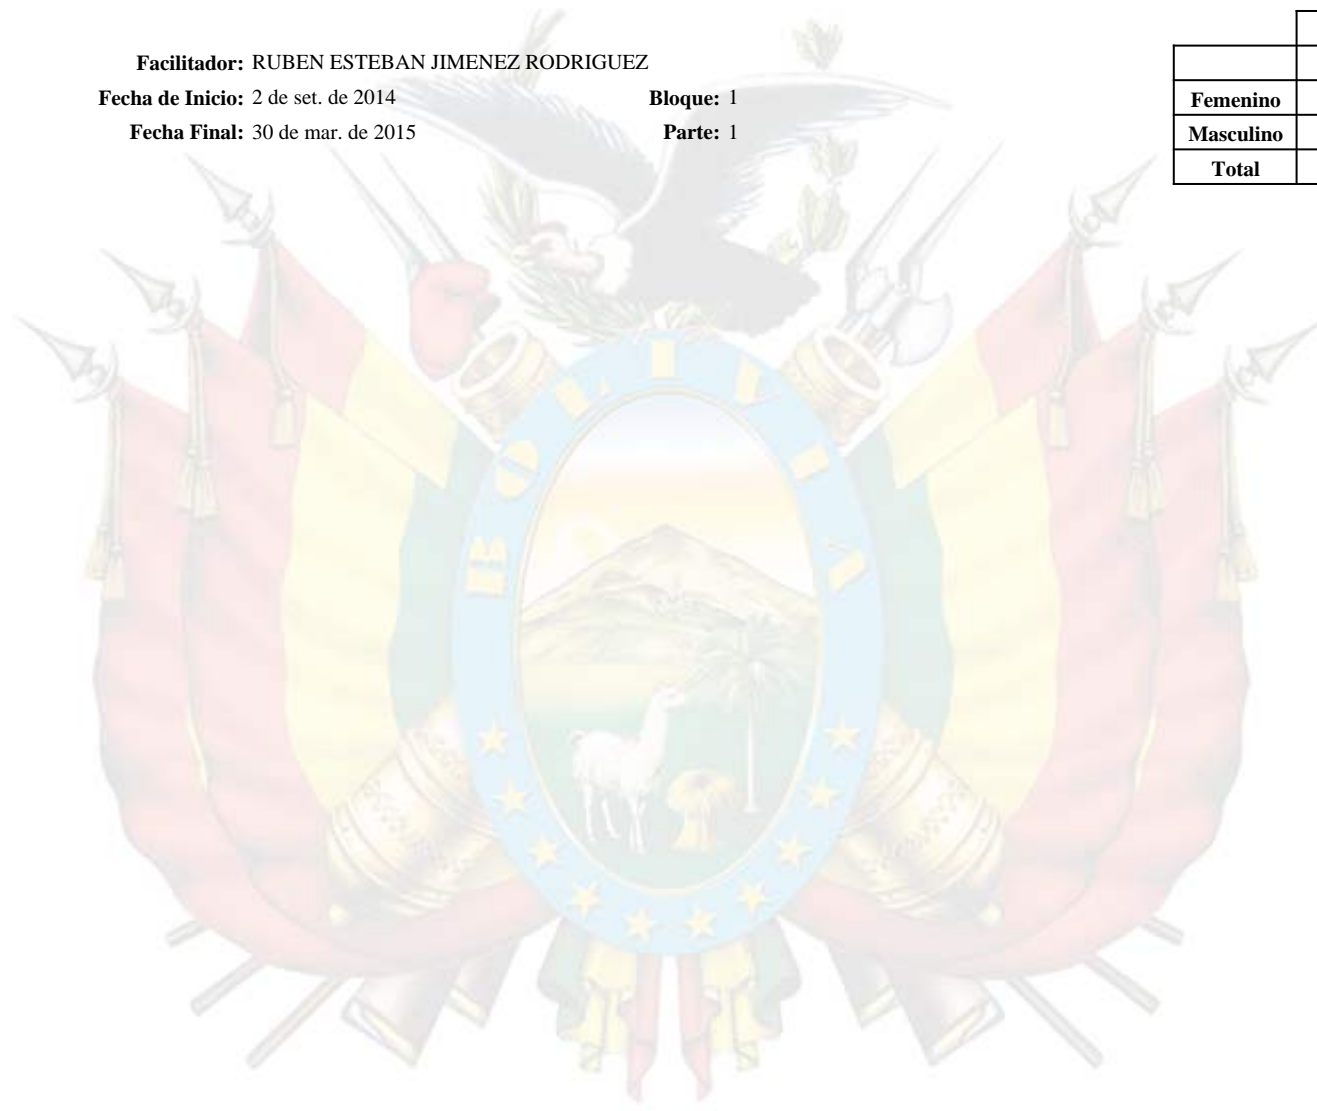 Facilitador: RUBEN ESTEBAN JIMENEZ RODRIGUEZ
Fecha de Inicio: 2 de set. de 2014 Bloque: 1
Fecha Final: 30 de mar. de 2015 Parte: 1
Femenino
Masculino
Total
BOLIVIA